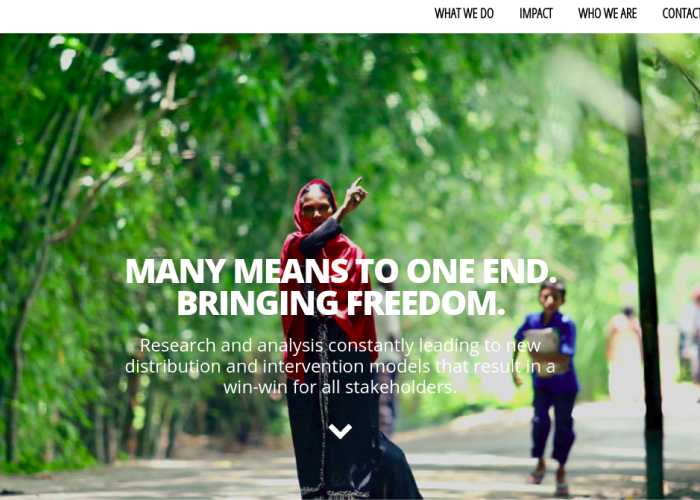 WHAT WE DO IMPACT WHO WE ARE CONTACT
MANY MEANS TO ONE END.
BRINGING FREEDOM.
Research and analysis constantly leading to new
distribution and intervention models that result in a
win-win for all stakeholders.